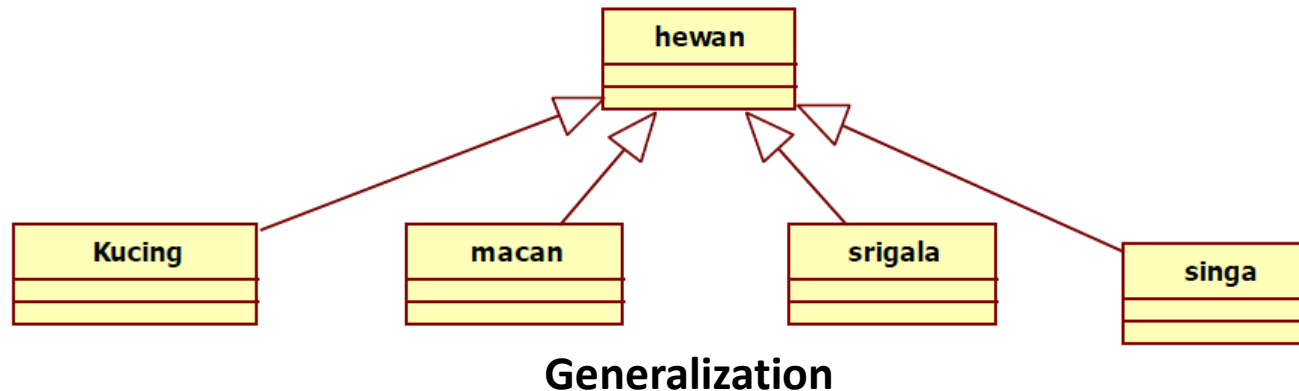 hewan
Kucing
macan
srigala
singa
Generalization